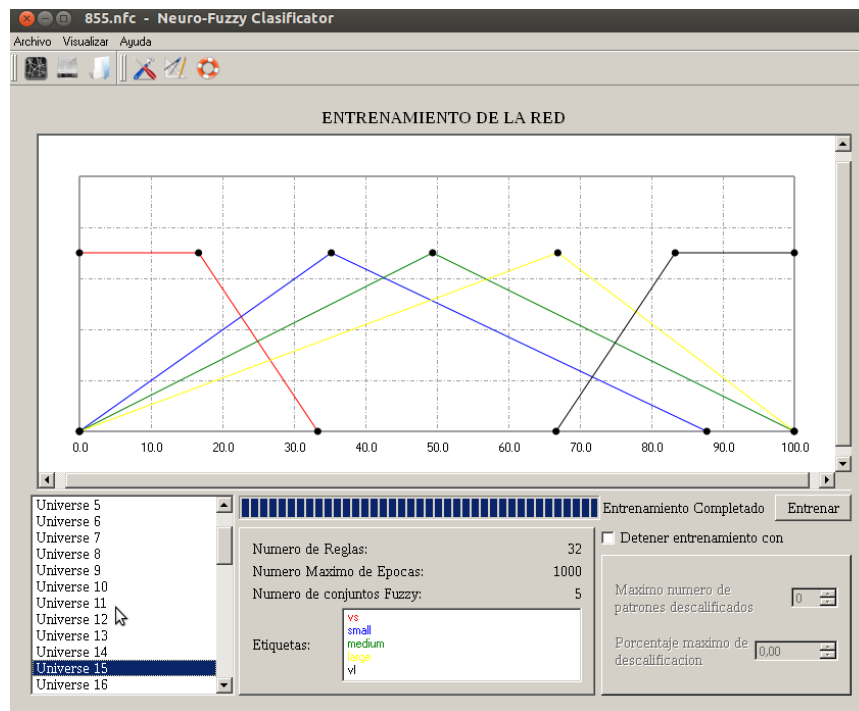 855.nfc - Neuro-Fuzzy Clasificator
Archivo Visualizar Ayuda
ENTRENAMIENTO DE LA RED
0.0 10.0 20.0 30.0 40.0 50.0 60.0 70.0 80.0 90.0 100.0
Universe 5
Universe 6
Universe 7
Universe 8
Universe 9
Universe 10
Universe 11
Universe 12
Universe 13
Universe 14
Universe 15
Universe 16
Entrenamiento Completado Entrenar
Numero de Reglas: 32
Numero Maximo de Epocas: 1000
Numero de conjuntos Fuzzy: 5
Etiquetas:
vs
small
medium
large
vl
Detener entrenamiento con
Maximo numero de
patrones descalificados 0
Porcentaje maximo de
descalificacion 0,00